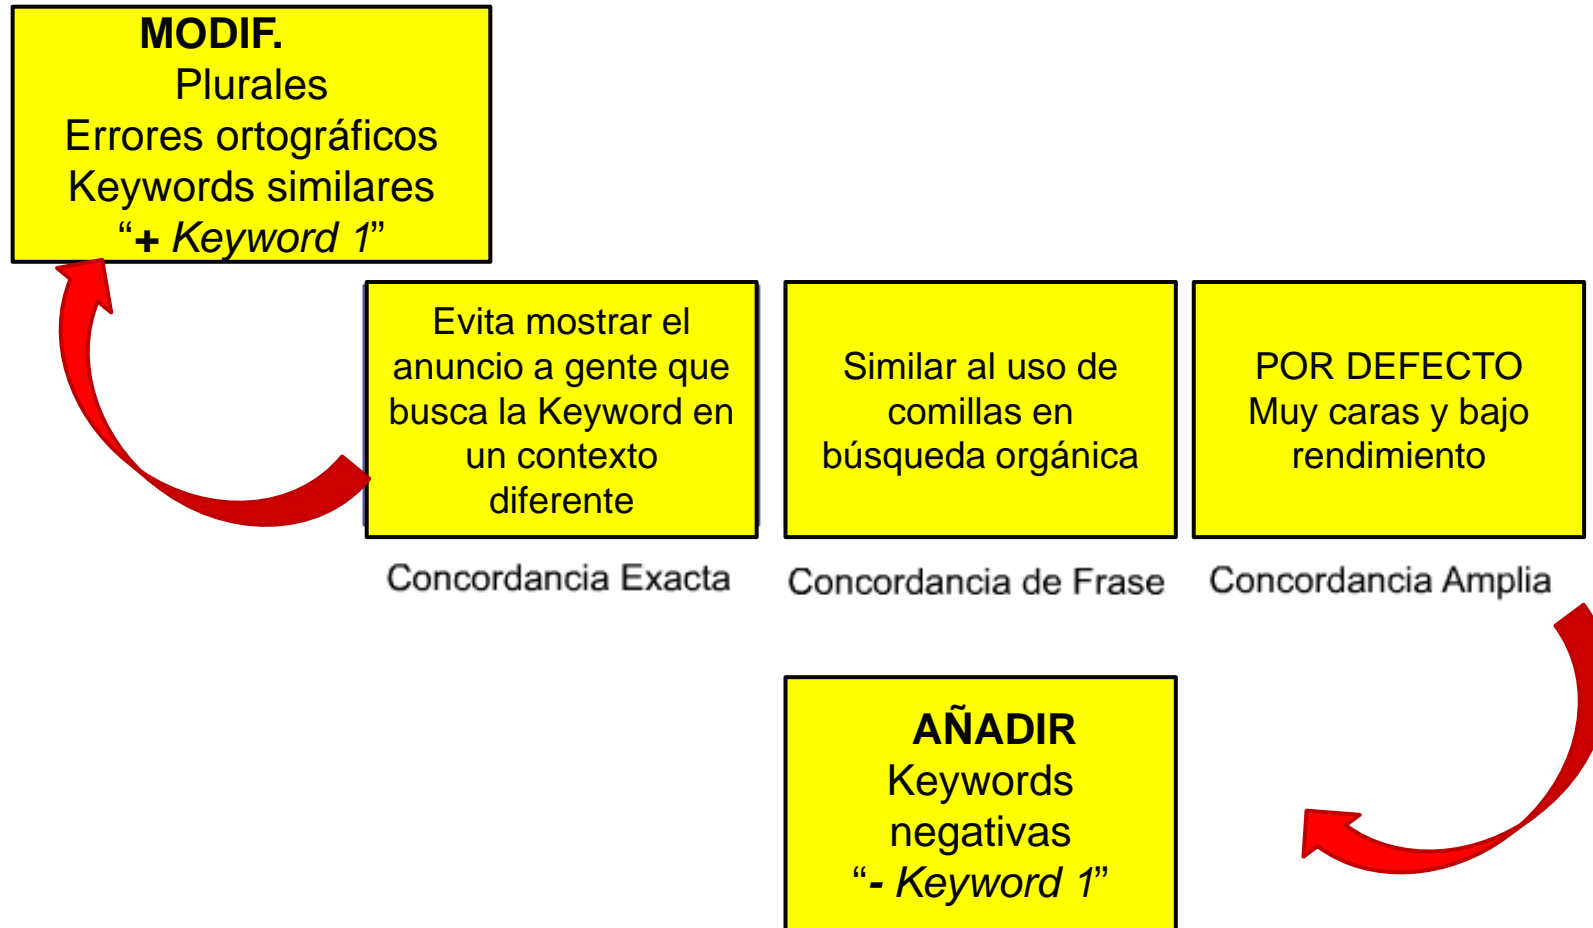 MODIF.
Plurales
Errores ortográficos
Keywords similares
“+ Keyword 1”
Evita mostrar el
anuncio a gente que
busca la Keyword en
un contexto
diferente
Concordancia Exacta
Similar al uso de
comillas en
búsqueda orgánica
Concordancia de Frase
POR DEFECTO
Muy caras y bajo
rendimiento
Concordancia Amplia
AÑADIR
Keywords
negativas
“- Keyword 1”